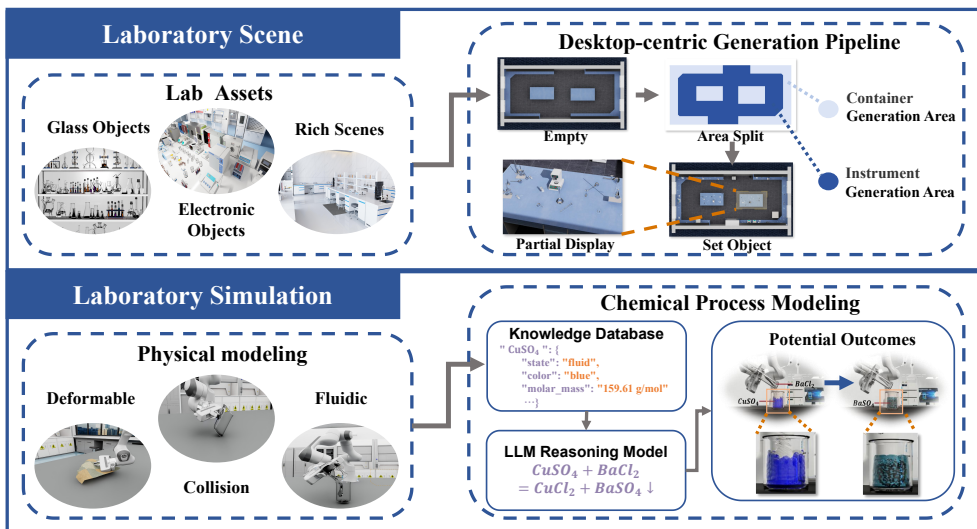 Laboratory Scene
Lab Assets
Glass Objects
Rich Scenes
Electronic
Objects
Desktop-centric Generation Pipeline
Empty
Area Split
Container
Generation Area
Instrument
Generation Area
Partial Display
Set Object
Laboratory Simulation
Physical modeling
Deformable
Fluidic
Collision
Chemical Process Modeling
Knowledge Database
" CuSO₄ ": {
"state": "fluid",
"color": "blue",
"molar_mass": "159.61 g/mol"
…}
LLM Reasoning Model
CuSO₄ + BaCl₂
= CuCl₂ + BaSO₄ ↓
Potential Outcomes
BaCl₂
CuSO₄
BaSO₄